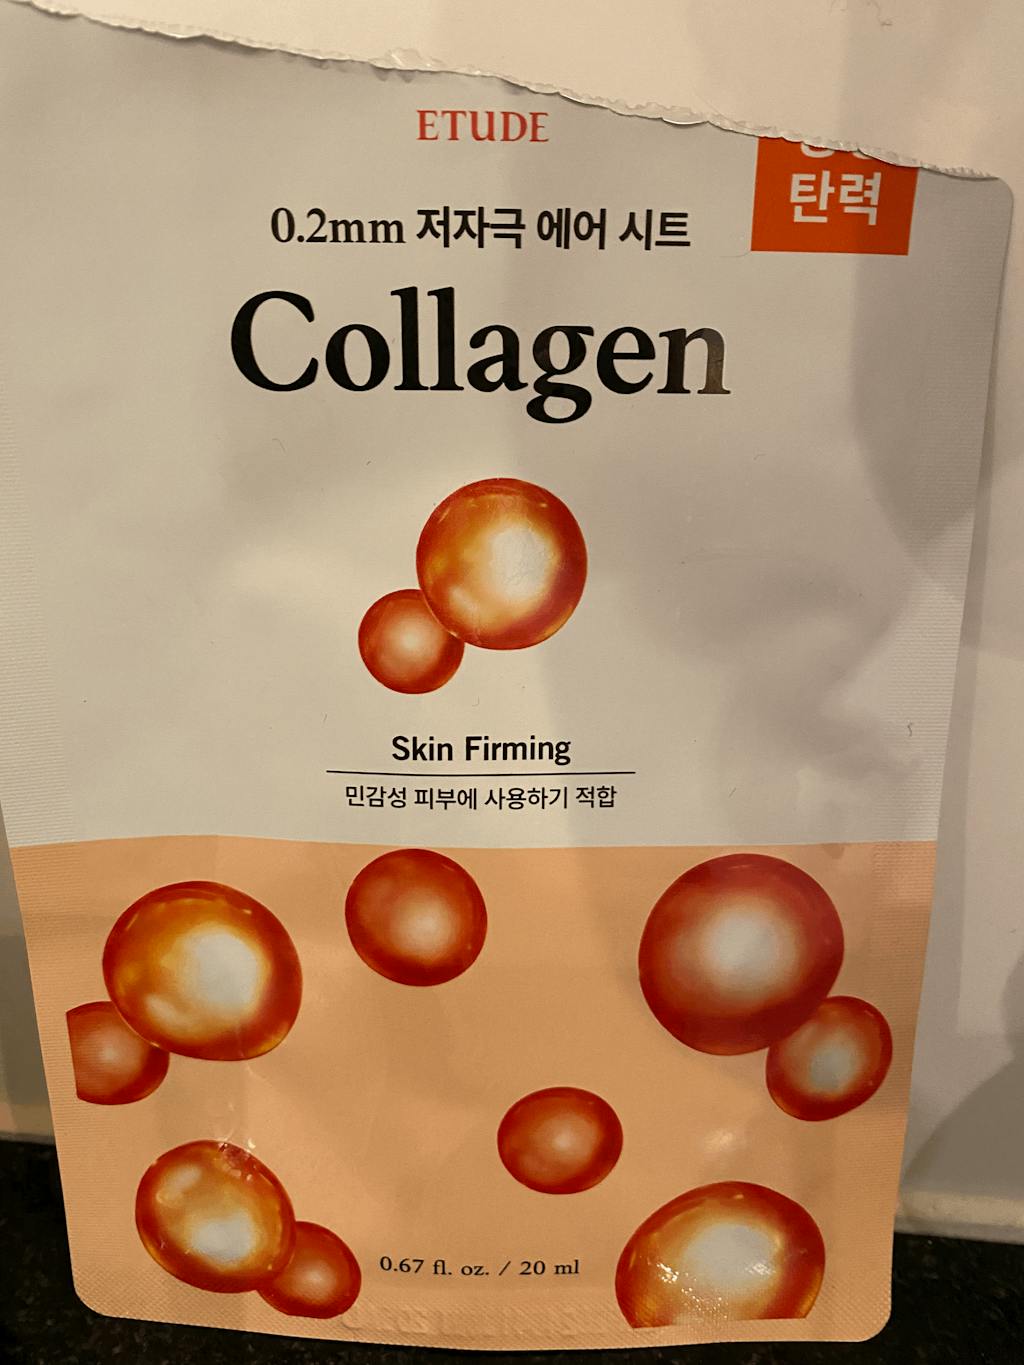 ETUDE
탄력
0.2mm 저자극 에어 시트
Collagen
Skin Firming
민감성 피부에 사용하기 적합
0.67 fl. oz. / 20 ml